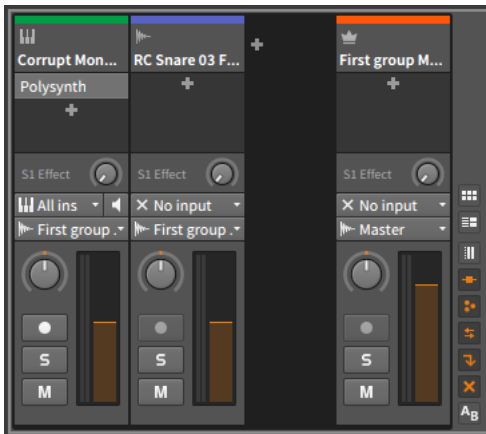 Corrupt Mon...
RC Snare 03 F...
First group M...
Polysynth
S1 Effect
S1 Effect
S1 Effect
All ins
No input
No input
First group .
First group .
Master
S
S
S
M
M
M
AB